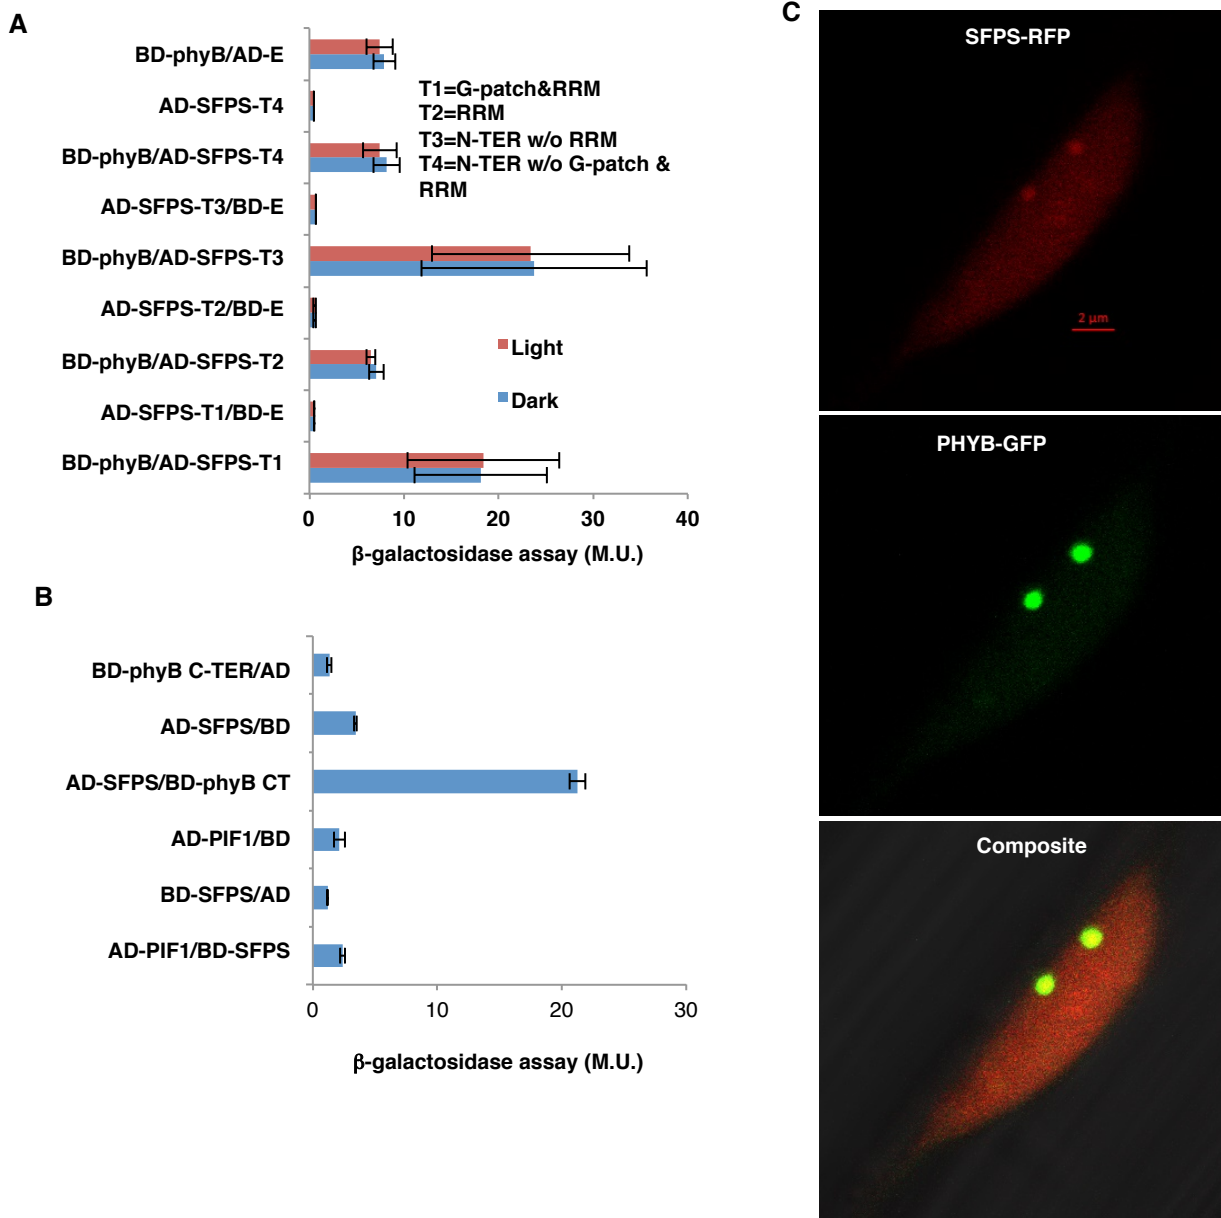 A
BD-phyB/AD-E
AD-SFPS-T4
BD-phyB/AD-SFPS-T4
AD-SFPS-T3/BD-E
BD-phyB/AD-SFPS-T3
AD-SFPS-T2/BD-E
BD-phyB/AD-SFPS-T2
AD-SFPS-T1/BD-E
BD-phyB/AD-SFPS-T1
T1=G-patch&RRM
T2=RRM
T3=N-TER w/o RRM
T4=N-TER w/o G-patch &
RRM
Light
Dark
0 10 20 30 40
β-galactosidase assay (M.U.)
B
BD-phyB C-TER/AD
AD-SFPS/BD
AD-SFPS/BD-phyB CT
AD-PIF1/BD
BD-SFPS/AD
AD-PIF1/BD-SFPS
0 10 20 30
β-galactosidase assay (M.U.)
C
SFPS-RFP
2 μm
PHYB-GFP
Composite